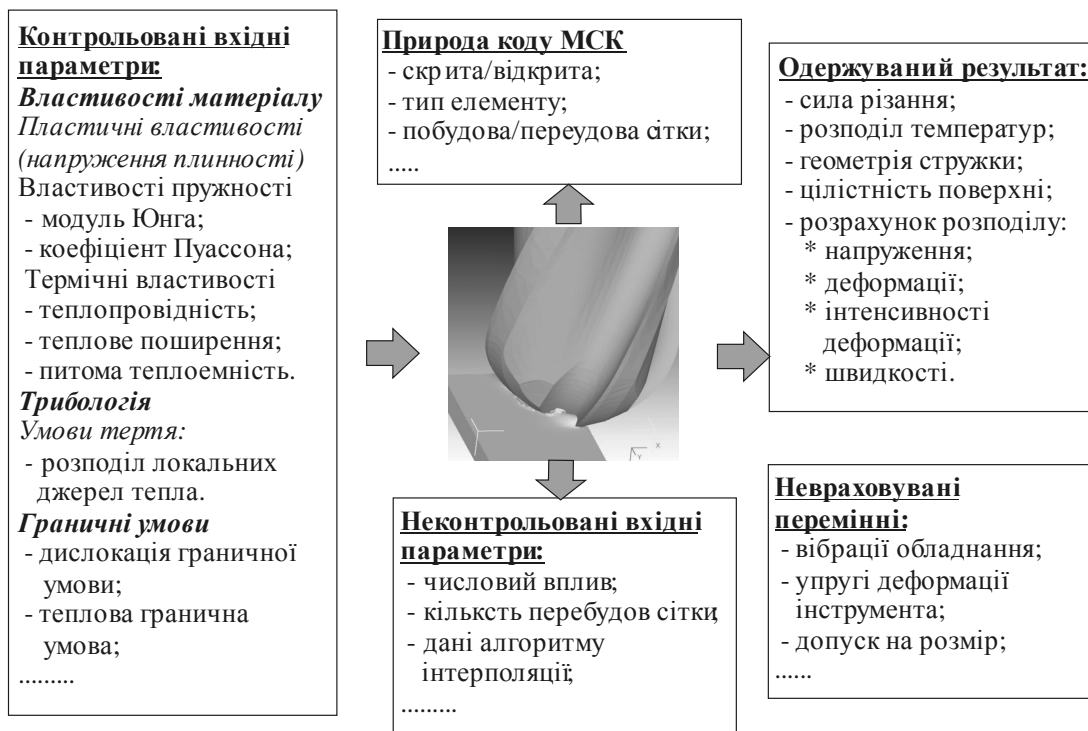 Контрольовані вхідні
параметри:
Властивості матеріалу
Пластичні властивості
(напруження плинності)
Властивості пружності
- модуль Юнга;
- коефіціент Пуассона;
Термічні властивості
- теплопровідність;
- теплове поширення;
- питома теплоемність.
Трибологія
Умови тертя:
- розподіл локальних
джерел тепла.
Граничні умови
- дислокація граничної
умови;
- теплова гранична
умова;
.........
Природа коду МСК
- скрита/відкрита;
- тип елементу;
- побудова/переудова сітки;
.....
X
Y
Неконтрольовані вхідні
параметри:
- числовий вплив;
- кільксть перебудов сітки;
- дані алгоритму
інтерполяції;
.........
Одержуваний результат:
- сила різання;
- розподіл температур;
- геометрія стружки;
- цілістність поверхні;
- розрахунок розподілу:
* напруження;
* деформації;
* інтенсивності
деформації;
* швидкості.
Невраховувані
перемінні:
- вібрації обладнання;
- упругі деформації
інструмента;
- допуск на розмір;
......